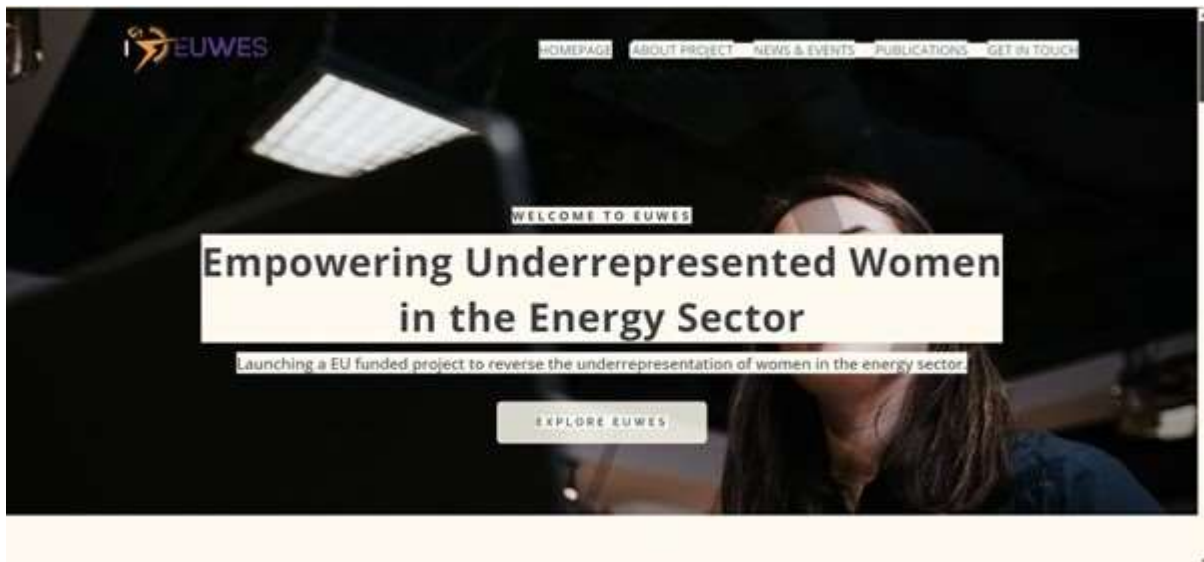 EUWES
HOMEPAGE ABOUT PROJECT NEWS & EVENTS PUBLICATIONS GET IN TOUCH
WELCOME TO EUWES
Empowering Underrepresented Women
in the Energy Sector
Launching a EU funded project to reverse the underrepresentation of women in the energy sector.
EXPLORE EUWES